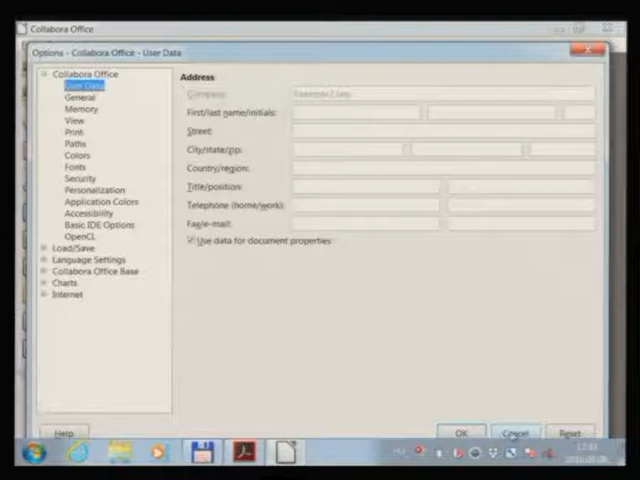 Collabora Office
Options - Collabora Office - User Data
Collabora Office
User Data
General
Memory
View
Print
Paths
Colors
Fonts
Security
Personalization
Application Colors
Accessibility
Basic IDE Options
OpenCL
Load/Save
Language Settings
Collabora Office Base
Charts
Internet
Address
Company:
First/last name/initials:
Street:
City/state/zip:
Country/region:
Title/position:
Telephone (home/work):
Fax/e-mail:
Use data for document properties
Help
OK
Cancel
Reset